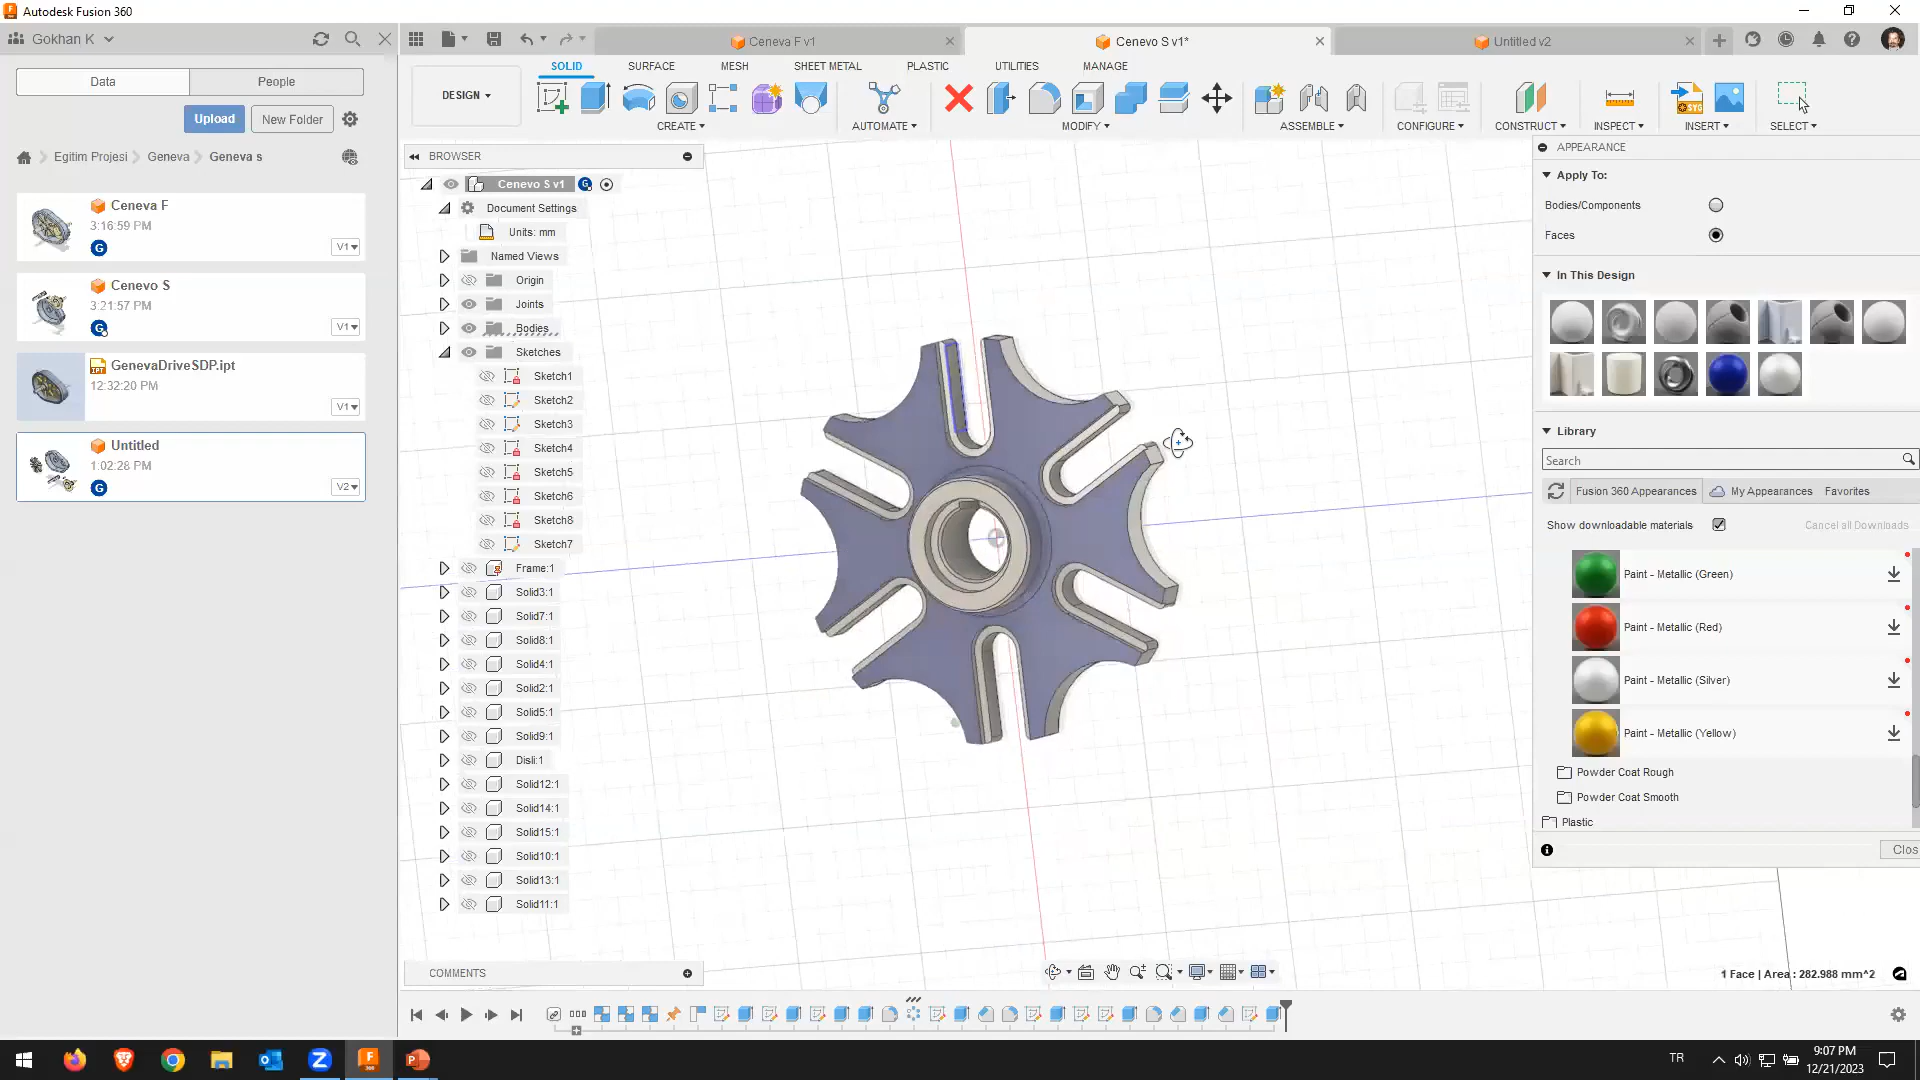 Autodesk Fusion 360
Gokhan K
Ceneva F v1
Cenevo S v1*
Untitled v2
Data
People
Upload
New Folder
Egitim Projesi
Geneva
Geneva s
Ceneva F
3:16:59 PM
G
V1
Cenevo S
3:21:57 PM
G
V1
GenevaDriveSDP.ipt
12:32:20 PM
V1
Untitled
1:02:28 PM
G
V2
DESIGN
SOLID
SURFACE
MESH
SHEET METAL
PLASTIC
UTILITIES
MANAGE
CREATE
AUTOMATE
MODIFY
ASSEMBLE
CONFIGURE
CONSTRUCT
INSPECT
INSERT
SELECT
BROWSER
Cenevo S v1
G
Document Settings
Units: mm
Named Views
Origin
Joints
Bodies
Sketches
Sketch1
Sketch2
Sketch3
Sketch4
Sketch5
Sketch6
Sketch8
Sketch7
Frame:1
Solid3:1
Solid7:1
Solid8:1
Solid4:1
Solid2:1
Solid5:1
Solid9:1
Disli:1
Solid12:1
Solid14:1
Solid15:1
Solid10:1
Solid13:1
Solid11:1
COMMENTS
APPEARANCE
Apply To:
Bodies/Components
Faces
In This Design
Library
Search
Fusion 360 Appearances
My Appearances
Favorites
Show downloadable materials
Cancel all Downloads
Paint - Metallic (Green)
Paint - Metallic (Red)
Paint - Metallic (Silver)
Paint - Metallic (Yellow)
Powder Coat Rough
Powder Coat Smooth
Plastic
Clos
1 Face | Area : 282.988 mm^2
TR
9:07 PM
12/21/2023